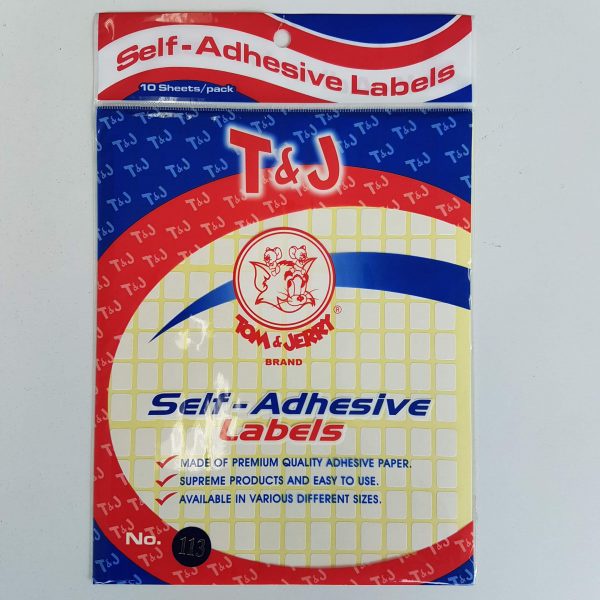 Self-Adhesive Labels
10 Sheets/pack
T&J
TOM & JERRY®
BRAND
Self-Adhesive
Labels
MADE OF PREMIUM QUALITY ADHESIVE PAPER.
SUPREME PRODUCTS AND EASY TO USE.
AVAILABLE IN VARIOUS DIFFERENT SIZES.
No. 113